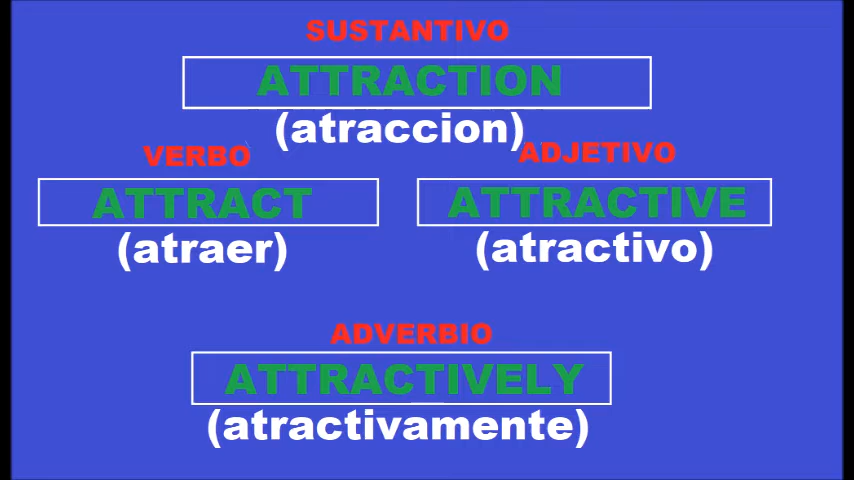 SUSTANTIVO
ATTRACTION
(atraccion)
VERBO
ATTRACT
(atraer)
ADJETIVO
ATTRACTIVE
(atractivo)
ADVERBIO
ATTRACTIVELY
(atractivamente)